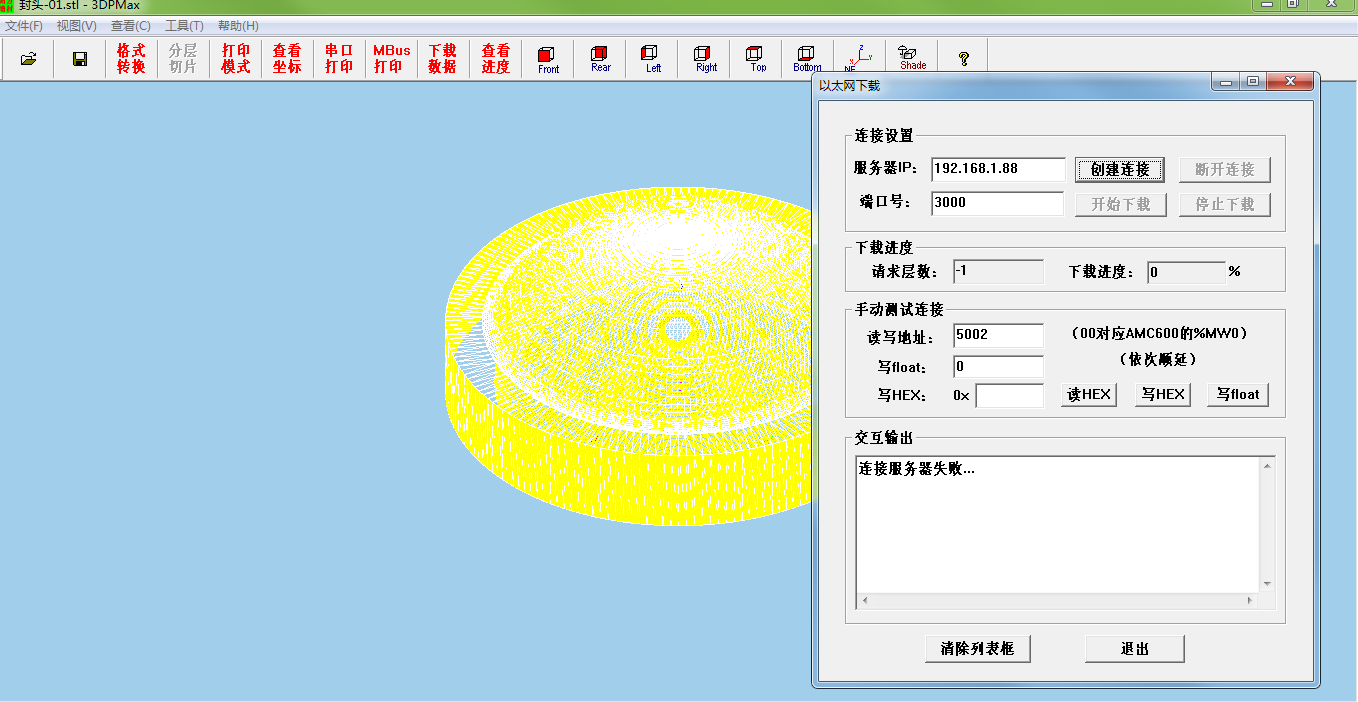 封头-01.stl - 3DPMax
文件(F) 视图(V) 查看(C) 工具(T) 帮助(H)
格式转换 分层切片 打印模式 查看坐标 串口打印 MBus打印 下载数据 查看进度 Front Rear Left Right Top Bottom NE Shade
以太网下载
连接设置
服务器IP: 192.168.1.88 创建连接 断开连接
端口号: 3000 开始下载 停止下载
下载进度
请求层数: -1 下载进度: 0 %
手动测试连接
读写地址: 5002 (00对应AMC600的%MW0)
(依次顺延)
写float: 0
写HEX: 0x 读HEX 写HEX 写float
交互输出
连接服务器失败...
清除列表框 退出